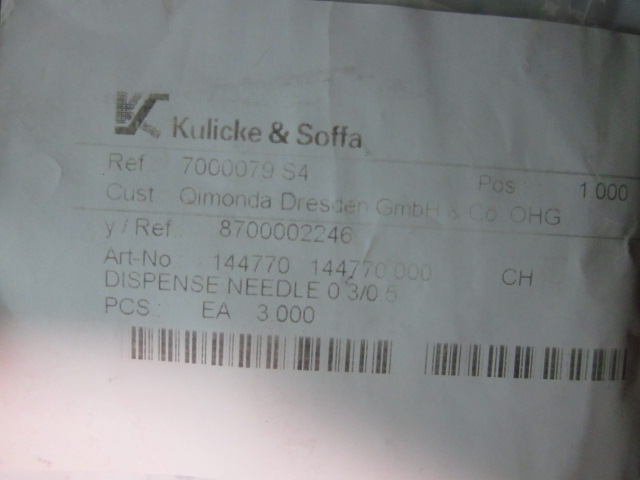 Kulicke & Soffa
Ref 7000079 S4 Pos 1 000
Cust Qimonda Dresden GmbH & Co. OHG
y / Ref. 8700002246
Art-No 144770 144770.000 CH
DISPENSE NEEDLE 0.3/0.5
PCS: EA 3.000